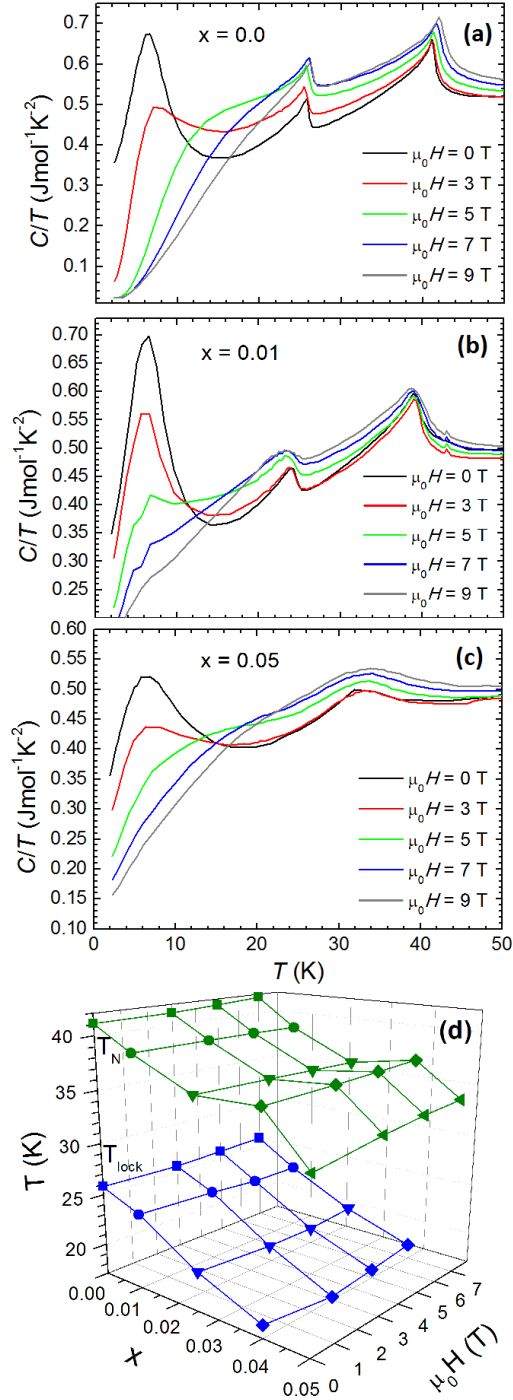 (a)
x = 0.0
0.7
0.6
0.5
0.4
0.3
0.2
0.1
C/T (Jmol⁻¹K⁻²)
μ₀H = 0 T
μ₀H = 3 T
μ₀H = 5 T
μ₀H = 7 T
μ₀H = 9 T
(b)
x = 0.01
0.70
0.65
0.60
0.55
0.50
0.45
0.40
0.35
0.30
0.25
C/T (Jmol⁻¹K⁻²)
μ₀H = 0 T
μ₀H = 3 T
μ₀H = 5 T
μ₀H = 7 T
μ₀H = 9 T
(c)
x = 0.05
0.60
0.55
0.50
0.45
0.40
0.35
0.30
0.25
0.20
0.15
0.10
C/T (Jmol⁻¹K⁻²)
μ₀H = 0 T
μ₀H = 3 T
μ₀H = 5 T
μ₀H = 7 T
μ₀H = 9 T
0 10 20 30 40 50
T (K)
(d)
T_N
T_lock
40
35
30
25
20
T (K)
0.00 0.01 0.02 0.03 0.04 0.05
x
0 1 2 3 4 5 6 7
μ₀H (T)